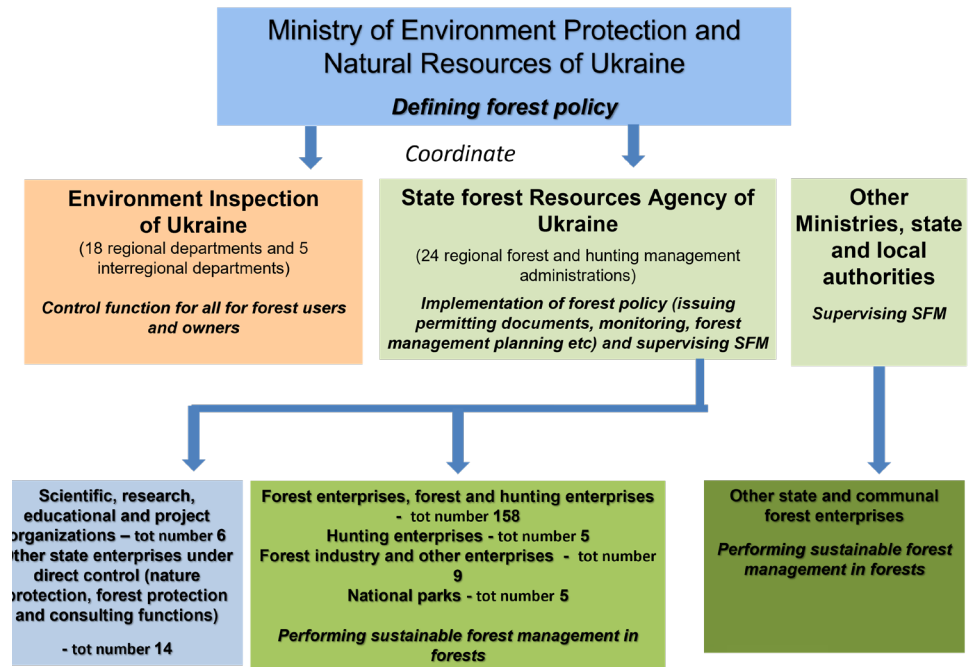 Ministry of Environment Protection and
Natural Resources of Ukraine
Defining forest policy
Coordinate
Environment Inspection
of Ukraine
(18 regional departments and 5
interregional departments)
Control function for all for forest users
and owners
State forest Resources Agency of
Ukraine
(24 regional forest and hunting management
administrations)
Implementation of forest policy (issuing
permitting documents, monitoring, forest
management planning etc) and supervising SFM
Other
Ministries, state
and local
authorities
Supervising SFM
Scientific, research,
educational and project
organizations – tot number 6
Other state enterprises under
direct control (nature
protection, forest protection
and consulting functions)
- tot number 14
Forest enterprises, forest and hunting enterprises
- tot number 158
Hunting enterprises - tot number 5
Forest industry and other enterprises - tot number
9
National parks - tot number 5
Performing sustainable forest management in
forests
Other state and communal
forest enterprises
Performing sustainable forest
management in forests